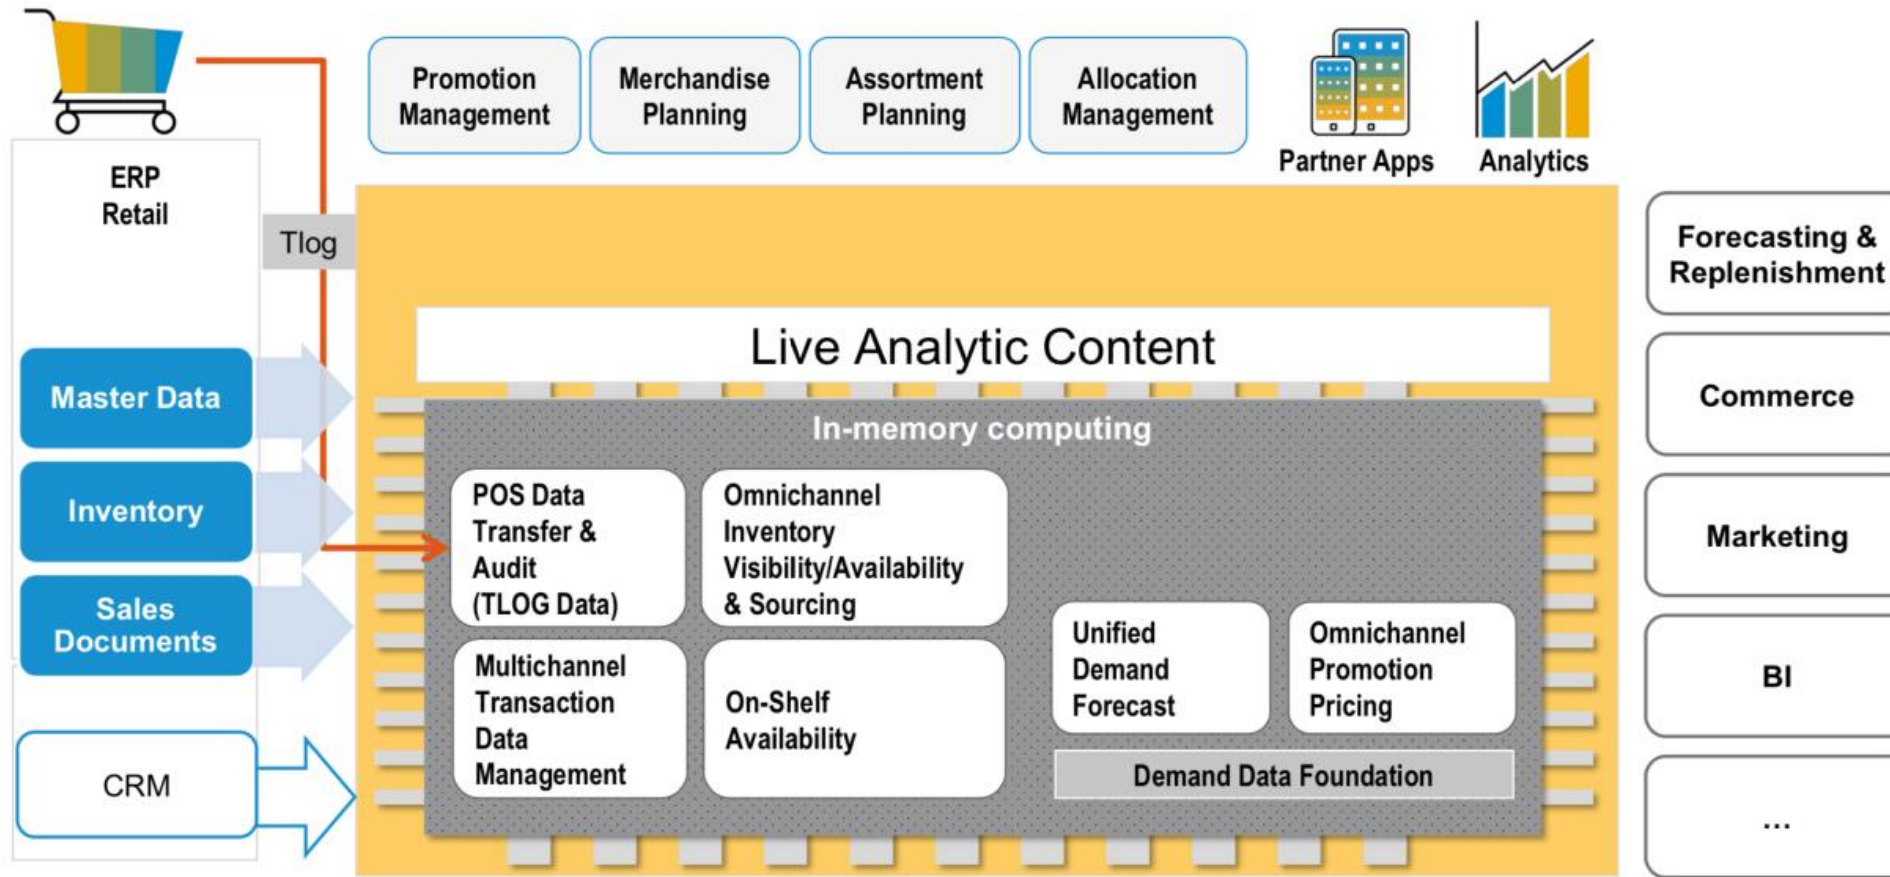 Promotion
Management
Merchandise
Planning
Assortment
Planning
Allocation
Management
Partner Apps
Analytics
ERP
Retail
Tlog
Master Data
Inventory
Sales
Documents
CRM
Live Analytic Content
In-memory computing
POS Data
Transfer &
Audit
(TLOG Data)
Omnichannel
Inventory
Visibility/Availability
& Sourcing
Multichannel
Transaction
Data
Management
On-Shelf
Availability
Unified
Demand
Forecast
Omnichannel
Promotion
Pricing
Demand Data Foundation
Forecasting &
Replenishment
Commerce
Marketing
BI
...